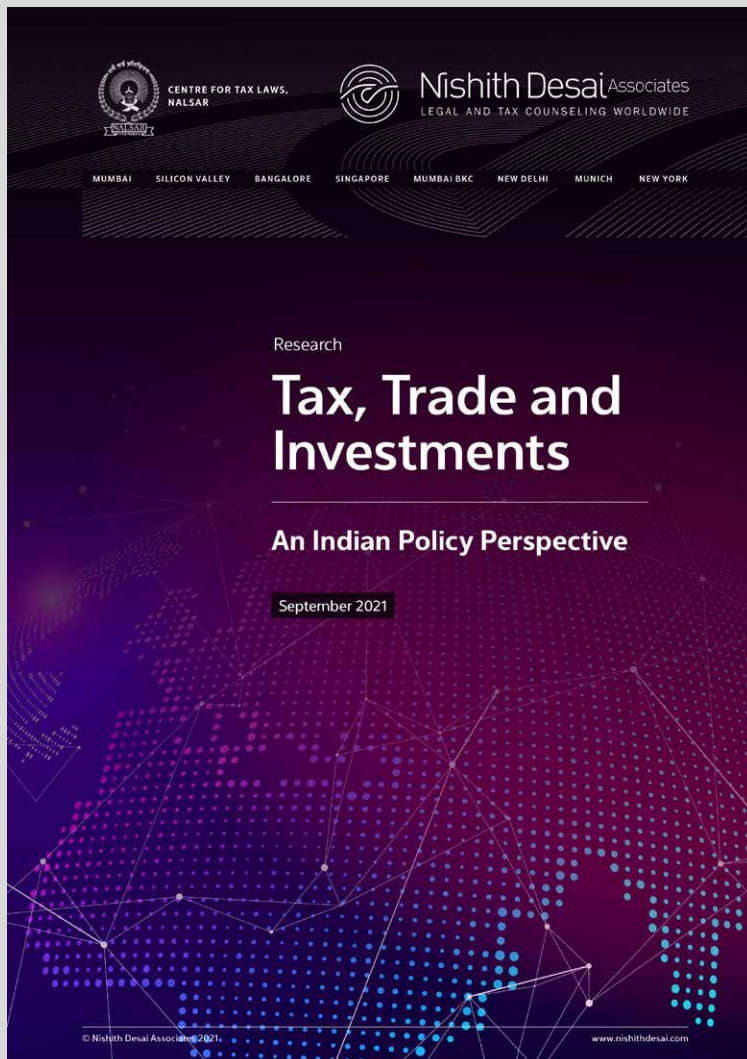 CENTRE FOR TAX LAWS,
NALSAR
NALSAR
Nishith Desai Associates
LEGAL AND TAX COUNSELING WORLDWIDE
MUMBAI SILICON VALLEY BANGALORE SINGAPORE MUMBAI BKC NEW DELHI MUNICH NEW YORK
Research
Tax, Trade and
Investments
An Indian Policy Perspective
September 2021
© Nishith Desai Associates 2021
www.nishithdesai.com